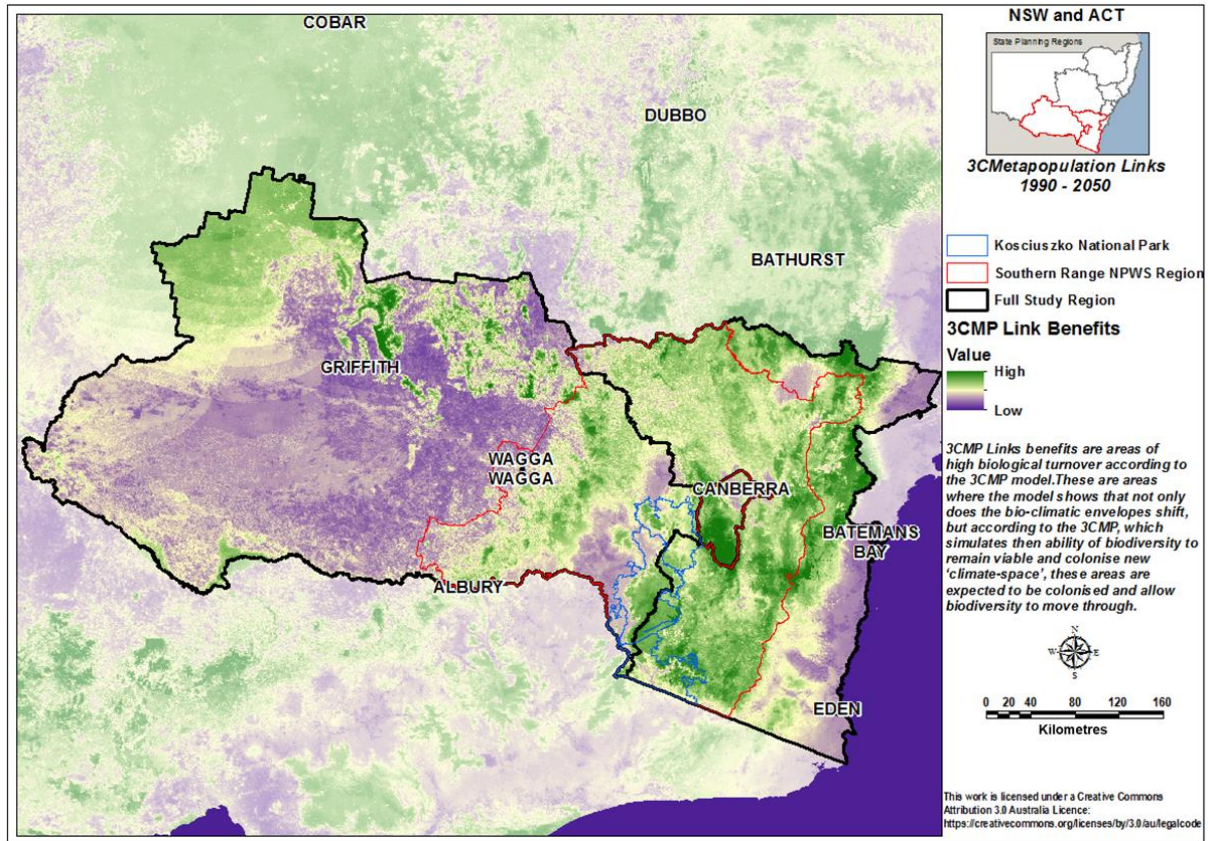 COBAR
DUBBO
BATHURST
GRIFFITH
WAGGA
WAGGA
CANBERRA
BATEMANS
BAY
ALBURY
EDEN
NSW and ACT
State Planning Regions
3CMetapopulation Links
1990 - 2050
Kosciuszko National Park
Southern Range NPWS Region
Full Study Region
3CMP Link Benefits
Value
High
Low
3CMP Links benefits are areas of
high biological turnover according to
the 3CMP model.These are areas
where the model shows that not only
does the bio-climatic envelopes shift,
but according to the 3CMP, which
simulates then ability of biodiversity to
remain viable and colonise new
‘climate-space’, these areas are
expected to be colonised and allow
biodiversity to move through.
N
W E
S
0 20 40 80 120 160
Kilometres
This work is licensed under a Creative Commons
Attribution 3.0 Australia Licence:
https://creativecommons.org/licenses/by/3.0/au/legalcode